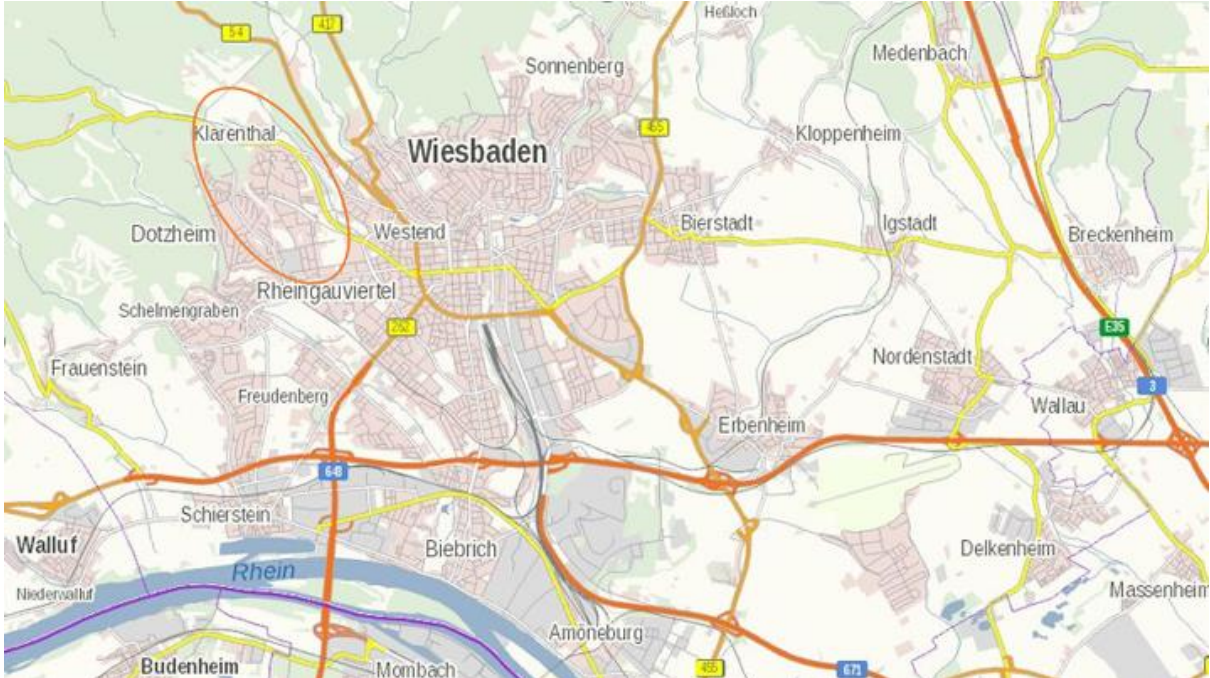 417
54
Heßloch
Medenbach
Sonnenberg
455
Klarenthal
Kloppenheim
Wiesbaden
Bierstadt
Igstadt
Westend
Dotzheim
Breckenheim
Rheingauviertel
Schelmengraben
262
E35
Frauenstein
Nordenstadt
3
Freudenberg
Wallau
Erbenheim
643
Schierstein
Walluf
Biebrich
Delkenheim
Rhein
Niederwalluf
Massenheim
Amöneburg
Budenheim
Mombach
455
671